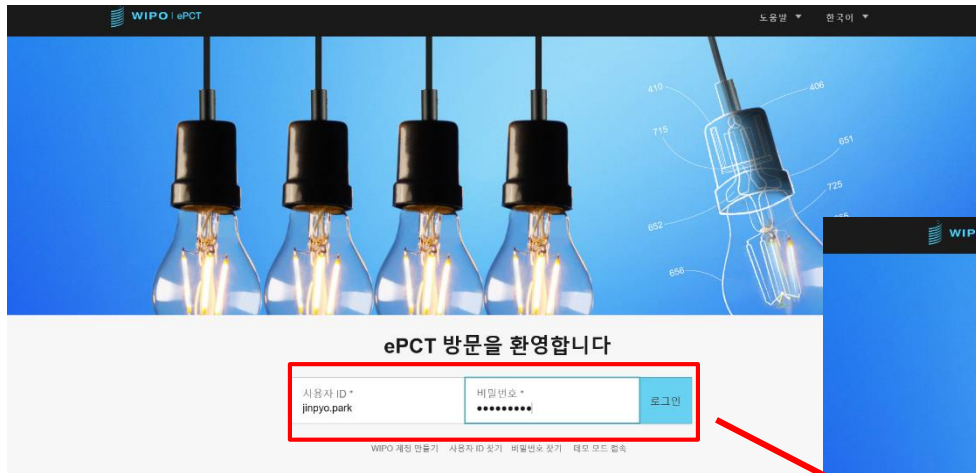 WIPO | ePCT
도움말 한국어
410
406
715
651
725
652
656
WIP
ePCT 방문을 환영합니다
사용자 ID *
jinpyo.park
비밀번호 *
●●●●●●●●●
로그인
WIPO 계정 만들기 사용자 ID 찾기 비밀번호 찾기 데모 모드 접속